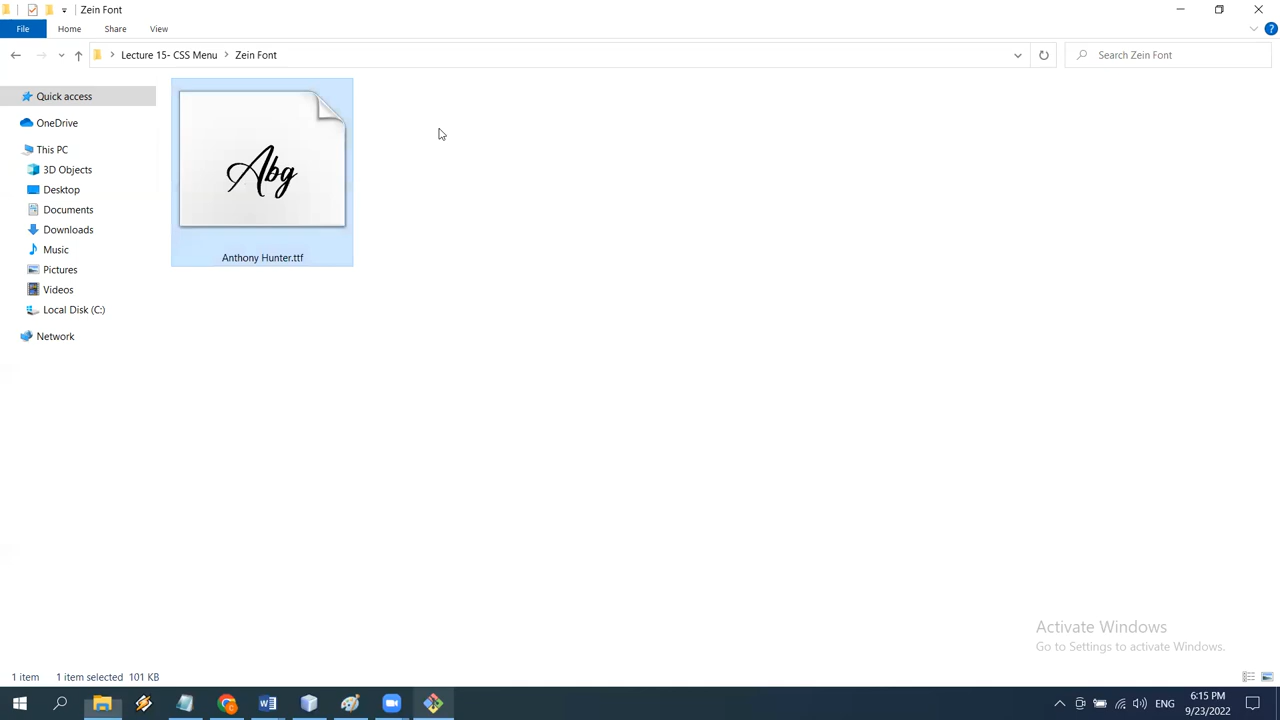 Zein Font
File
Home
Share
View
?
Lecture 15- CSS Menu
Zein Font
Search Zein Font
Quick access
OneDrive
This PC
3D Objects
Desktop
Documents
Downloads
Music
Pictures
Videos
Local Disk (C:)
Network
Abg
Anthony Hunter.ttf
Activate Windows
Go to Settings to activate Windows.
1 item
1 item selected
101 KB
W
ENG
6:15 PM
9/23/2022